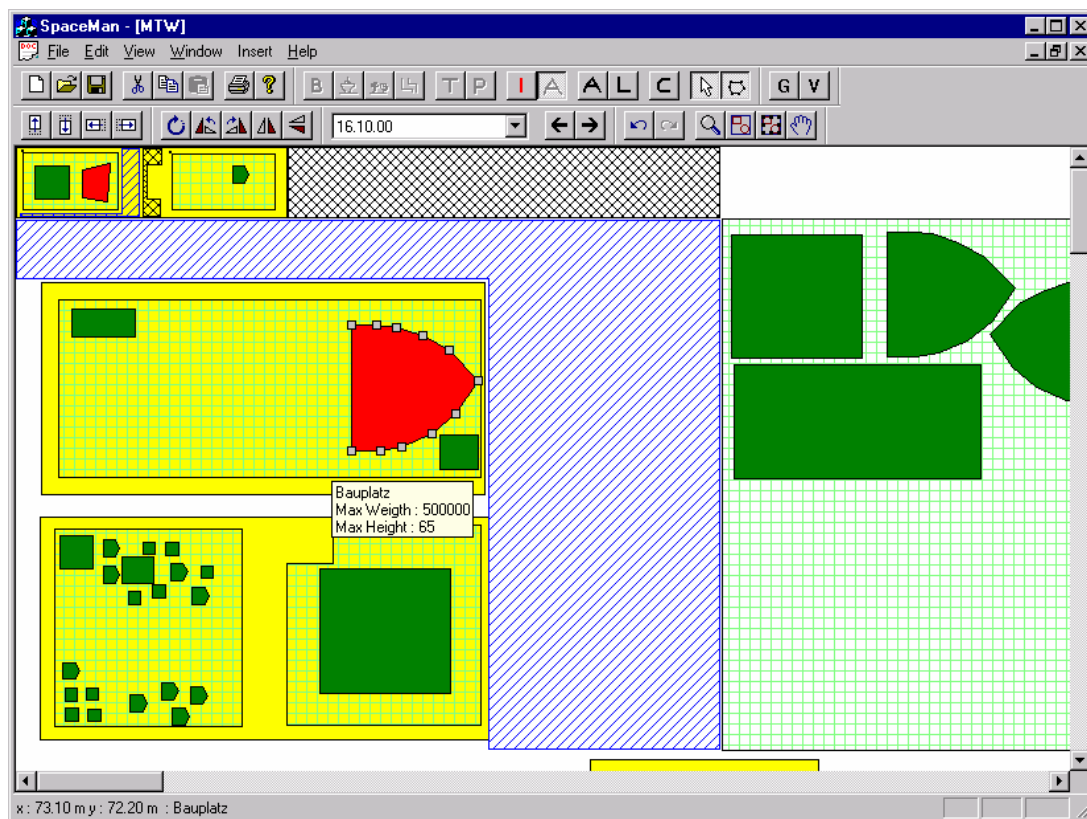 SpaceMan - [MTW]
DOC File Edit View Window Insert Help
B T P I A A L C G V
16.10.00
Bauplatz
Max Weigth : 500000
Max Height : 65
x : 73.10 m y : 72.20 m : Bauplatz